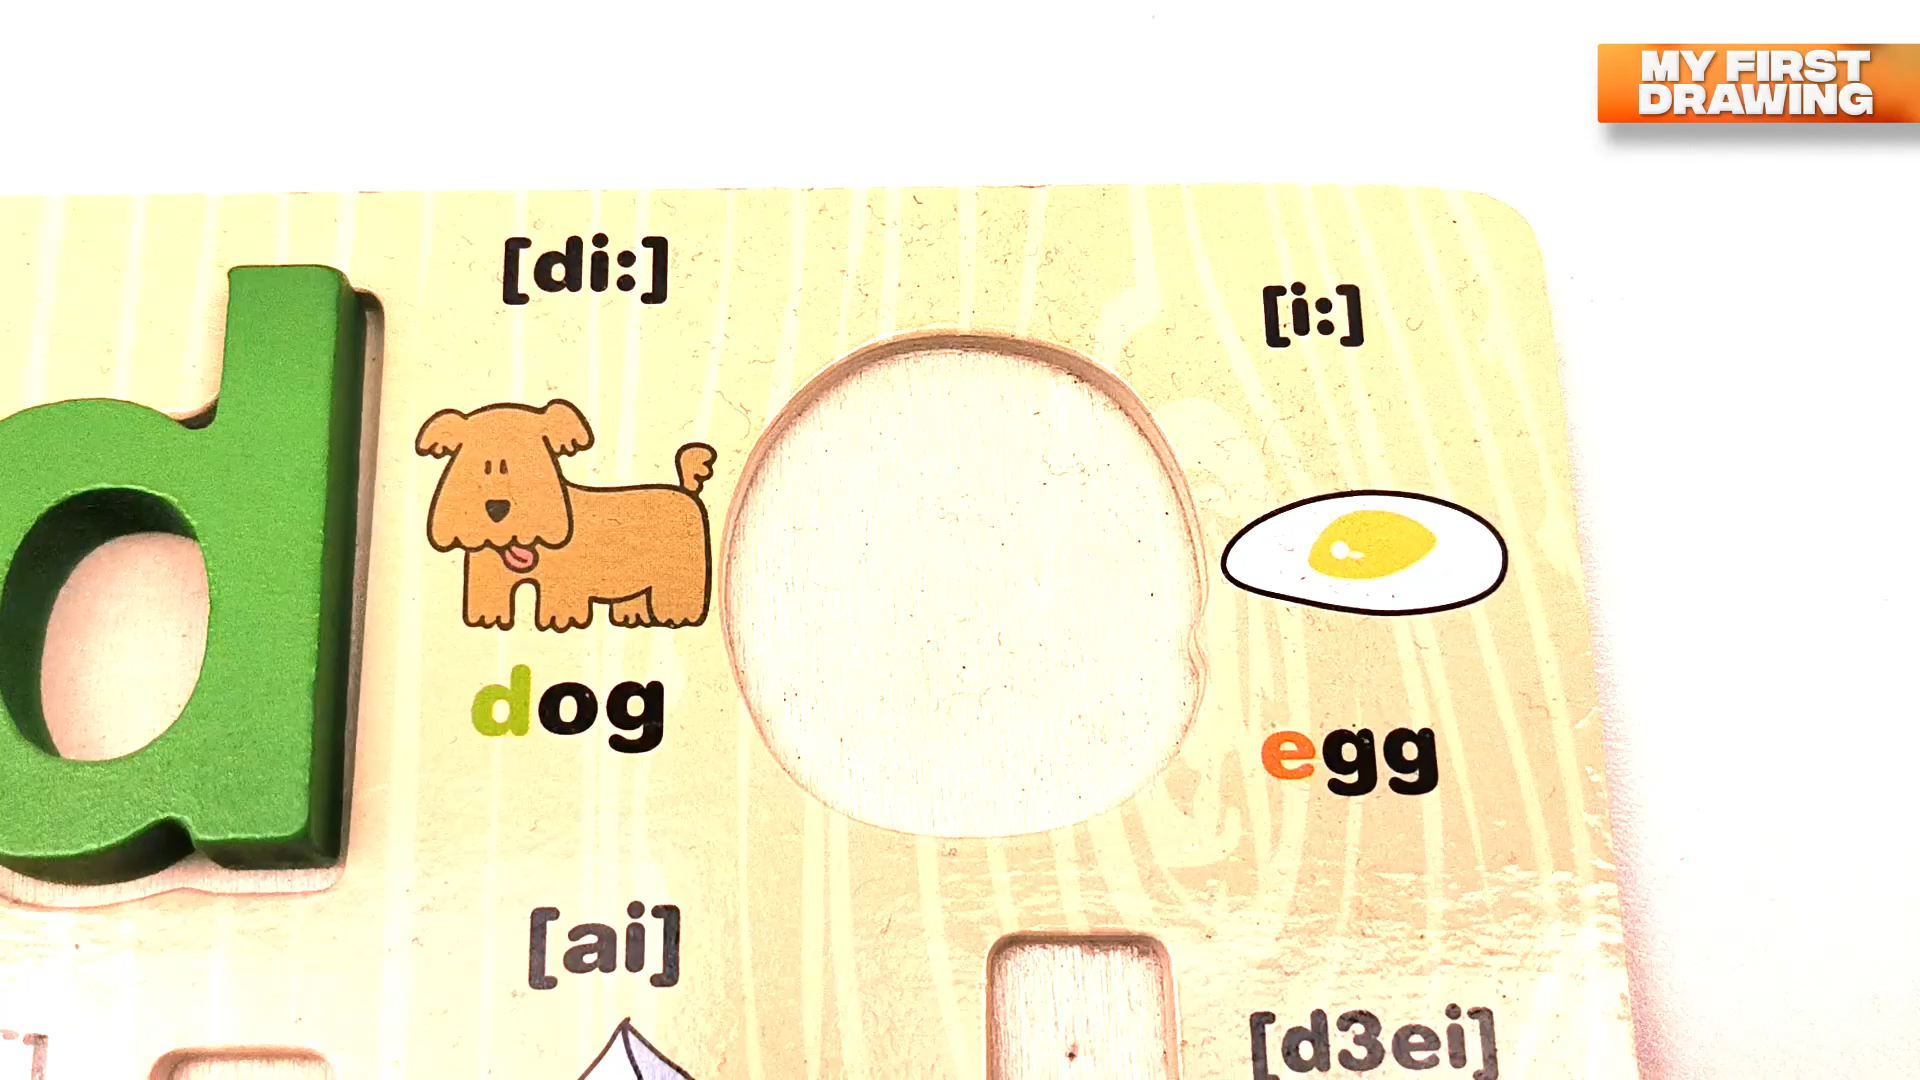 MY FIRST
DRAWING
[di:]
[i:]
d
dog
egg
[ai]
[d3ei]